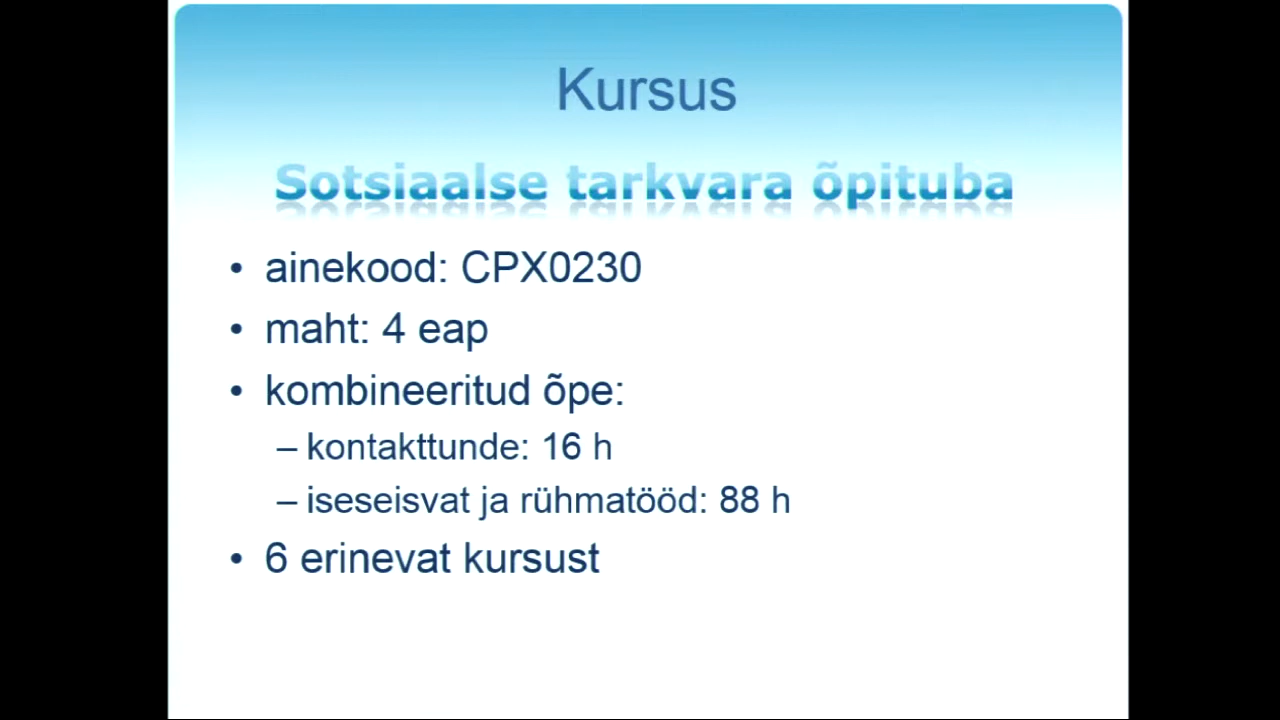 Kursus
Sotsiaalse tarkvara õpituba
• ainekood: CPX0230
• maht: 4 eap
• kombineeritud õpe:
– kontakttunde: 16 h
– iseseisvat ja rühmatööd: 88 h
• 6 erinevat kursust